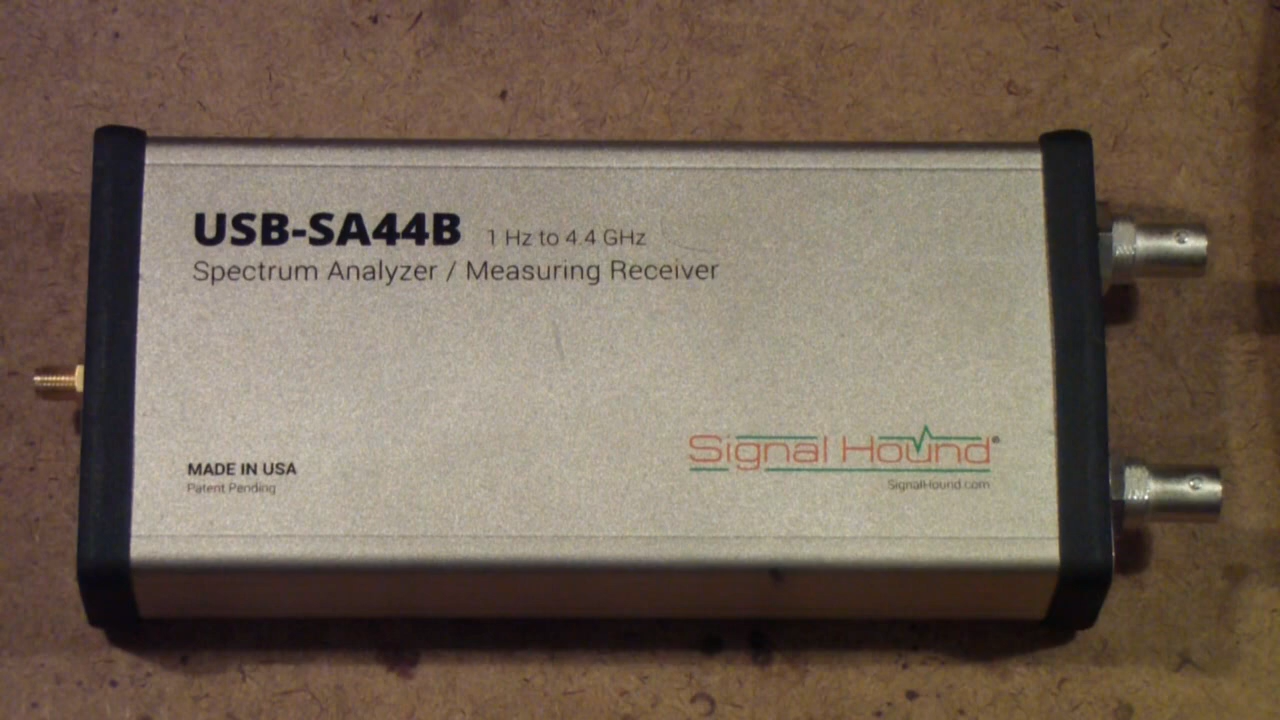 USB-SA44B 1 Hz to 4.4 GHz
Spectrum Analyzer / Measuring Receiver
Signal Hound®
SignalHound.com
MADE IN USA
Patent Pending